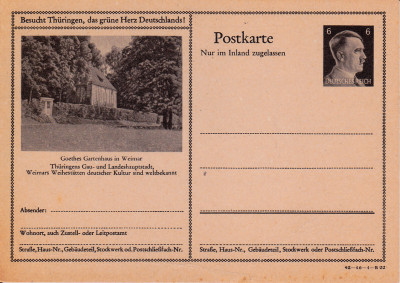 Besucht Thüringen, das grüne Herz Deutschlands!
Goethes Gartenhaus in Weimar
Thüringens Gau- und Landeshauptstadt,
Weimars Weihestätten deutscher Kultur sind weltbekannt
Absender:
Wohnort, auch Zustell- oder Leitpostamt
Straße, Haus-Nr., Gebäudeteil, Stockwerk od. Postschließfach-Nr.
Postkarte
Nur im Inland zugelassen
6 6
DEUTSCHES REICH
Straße, Haus-Nr., Gebäudeteil, Stockwerk oder Postschließfach-Nr.